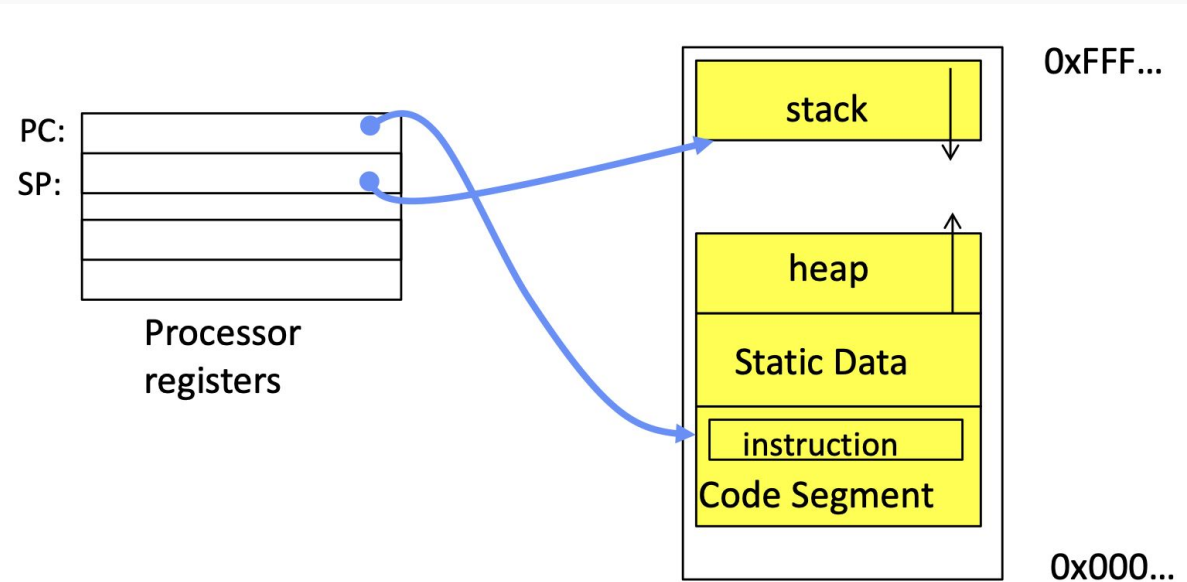 PC:
SP:
Processor
registers
stack
heap
Static Data
instruction
Code Segment
0xFFF...
0x000...